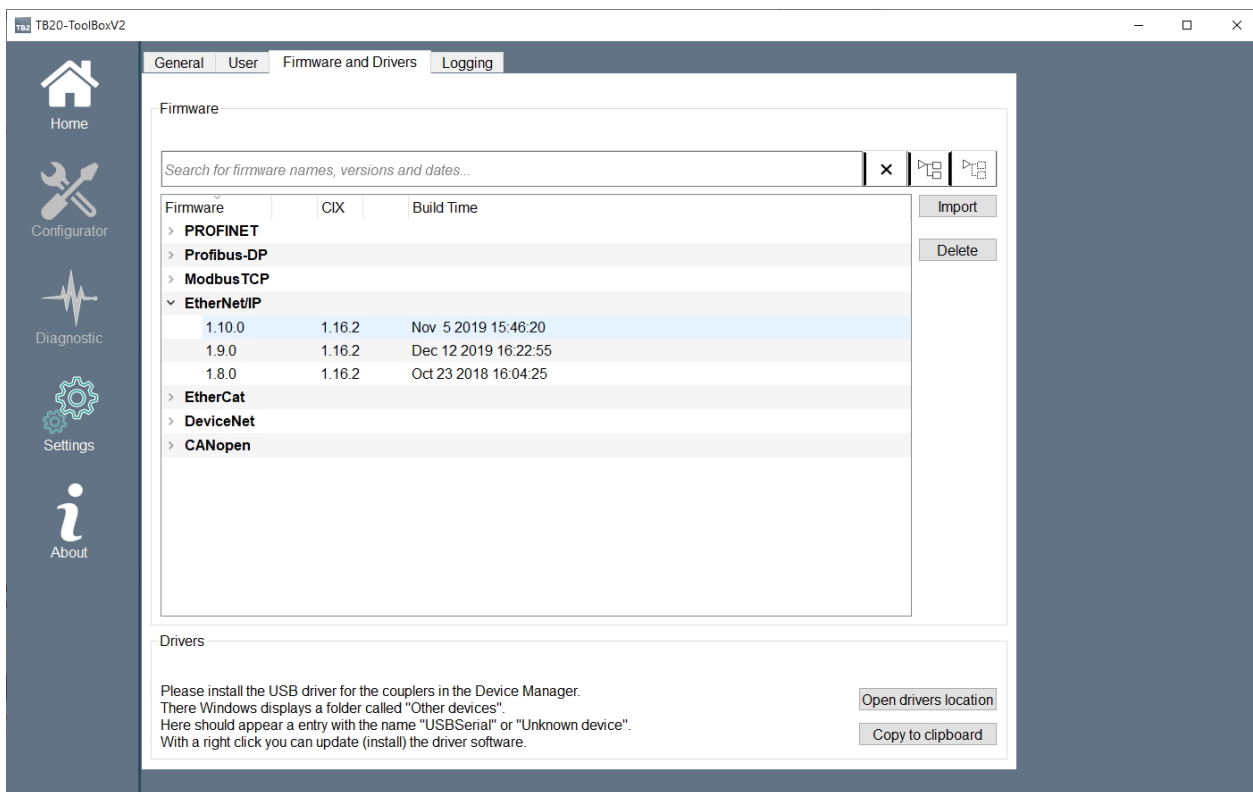 TB2 TB20-ToolBoxV2
Home
Configurator
Diagnostic
Settings
About
General User Firmware and Drivers Logging
Firmware
Search for firmware names, versions and dates...
Firmware CIX Build Time
PROFINET
Profibus-DP
ModbusTCP
EtherNet/IP
1.10.0 1.16.2 Nov 5 2019 15:46:20
1.9.0 1.16.2 Dec 12 2019 16:22:55
1.8.0 1.16.2 Oct 23 2018 16:04:25
EtherCat
DeviceNet
CANopen
Import
Delete
Drivers
Please install the USB driver for the couplers in the Device Manager.
There Windows displays a folder called "Other devices".
Here should appear a entry with the name "USBSerial" or "Unknown device".
With a right click you can update (install) the driver software.
Open drivers location
Copy to clipboard